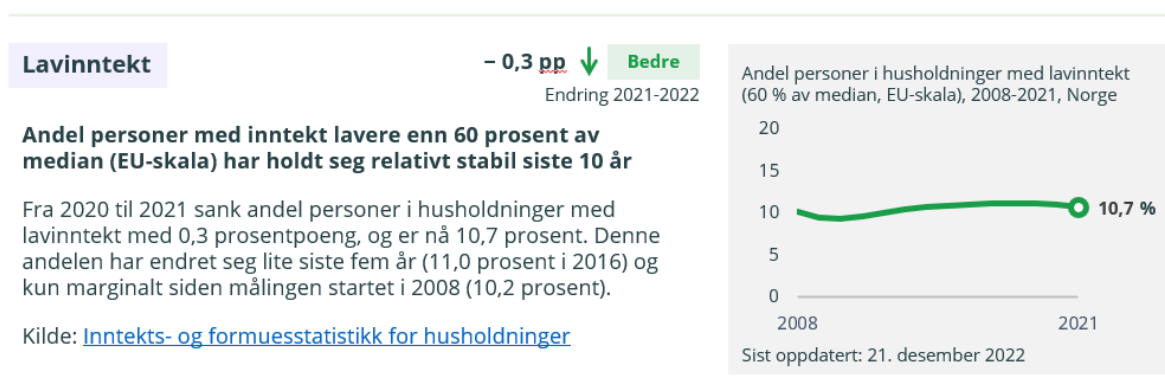 Lavinntekt
− 0,3 pp
Bedre
Endring 2021-2022
Andel personer med inntekt lavere enn 60 prosent av
median (EU-skala) har holdt seg relativt stabil siste 10 år
Fra 2020 til 2021 sank andel personer i husholdninger med
lavinntekt med 0,3 prosentpoeng, og er nå 10,7 prosent. Denne
andelen har endret seg lite siste fem år (11,0 prosent i 2016) og
kun marginalt siden målingen startet i 2008 (10,2 prosent).
Kilde: Inntekts- og formuesstatistikk for husholdninger
Andel personer i husholdninger med lavinntekt
(60 % av median, EU-skala), 2008-2021, Norge
20
15
10
10,7 %
5
0
2008 2021
Sist oppdatert: 21. desember 2022